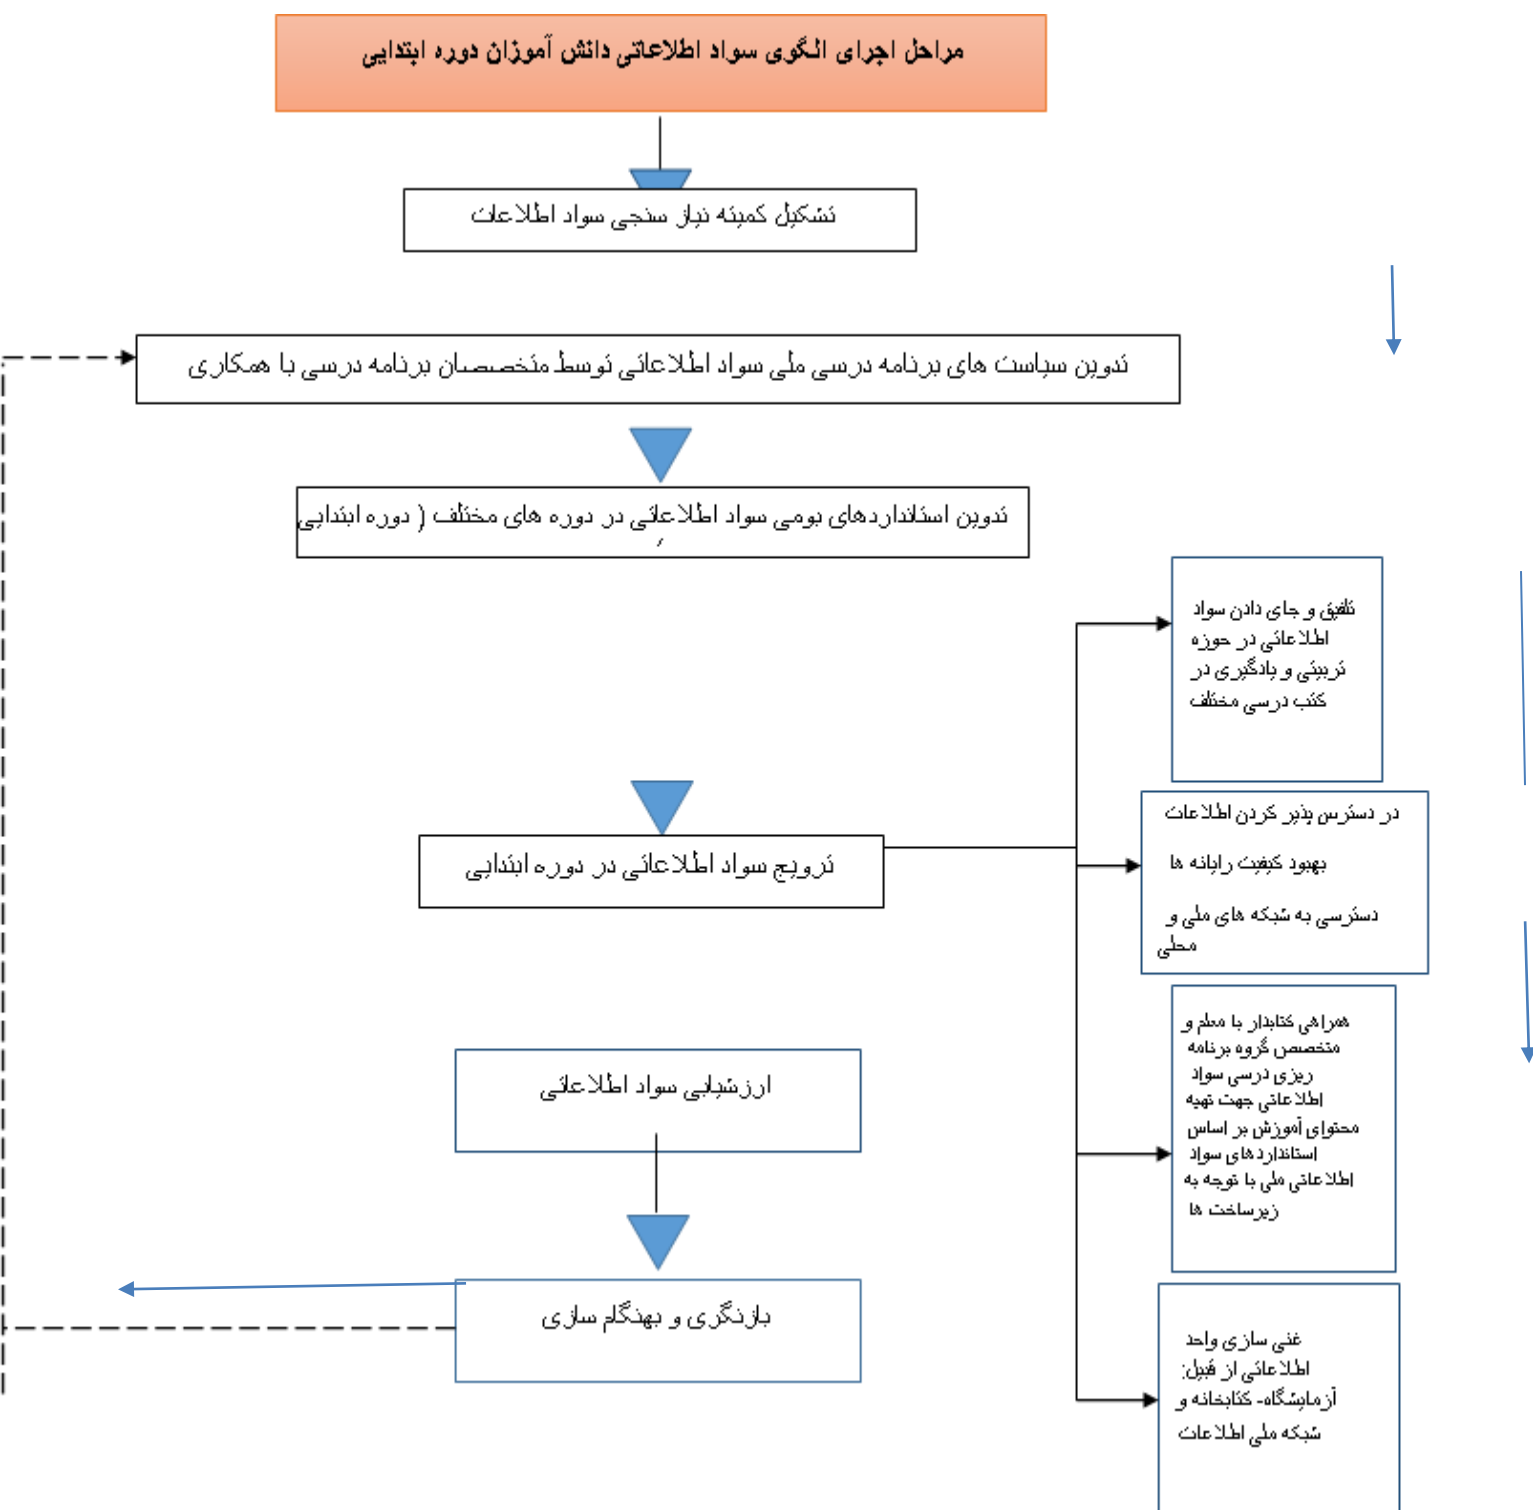 مراحل اجرای الگوی سواد اطلاعاتی دانش آموزان دوره ابتدایی
تشکیل کمیته نیاز سنجی سواد اطلاعات
تدوین سیاست های برنامه درسی ملی سواد اطلاعاتی توسط متخصصان برنامه درسی با همکاری
تدوین استانداردهای بومی سواد اطلاعاتی در دوره های مختلف ( دوره ابتدایی
تلفیق و جای دادن سواد
اطلاعاتی در حوزه
تربیتی و یادگیری در
کتب درسی مختلف
ترویج سواد اطلاعاتی در دوره ابتدایی
در دسترس پذیر کردن اطلاعات
بهبود کیفیت رایانه ها
دسترسی به شبکه های ملی و
محلی
همراهی کتابدار با معلم و
متخصص گروه برنامه
ریزی درسی سواد
اطلاعاتی جهت تهیه
محتوای آموزش بر اساس
استانداردهای سواد
اطلاعاتی ملی با توجه به
زیرساخت ها
ارزشیابی سواد اطلاعاتی
بازنگری و بهنگام سازی
غنی سازی واحد
اطلاعاتی از قبیل:
آزمایشگاه- کتابخانه و
شبکه ملی اطلاعات